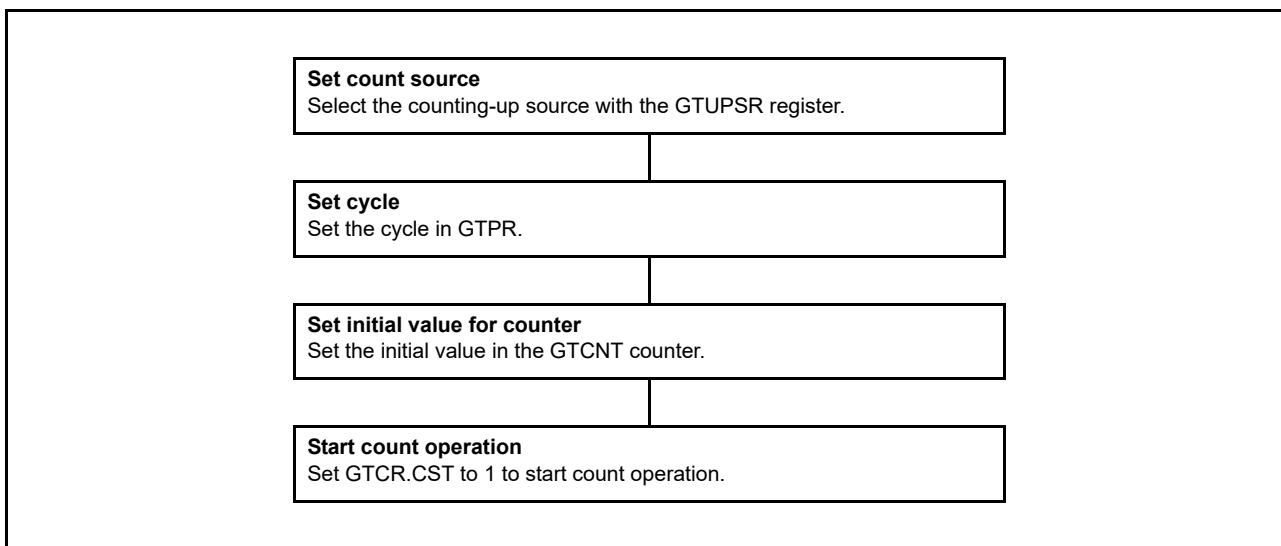 Set count source
Select the counting-up source with the GTUPSR register.
Set cycle
Set the cycle in GTPR.
Set initial value for counter
Set the initial value in the GTCNT counter.
Start count operation
Set GTCR.CST to 1 to start count operation.